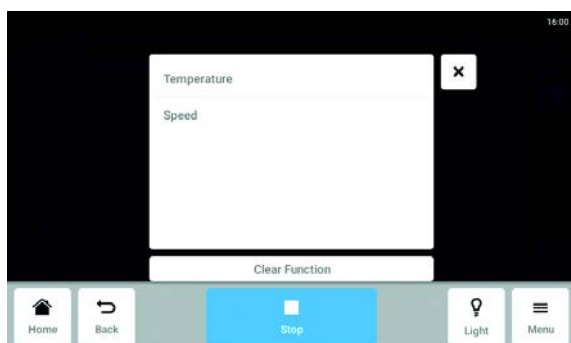 16:00
Temperature
Speed
Clear Function
Home
Back
Stop
Light
Menu